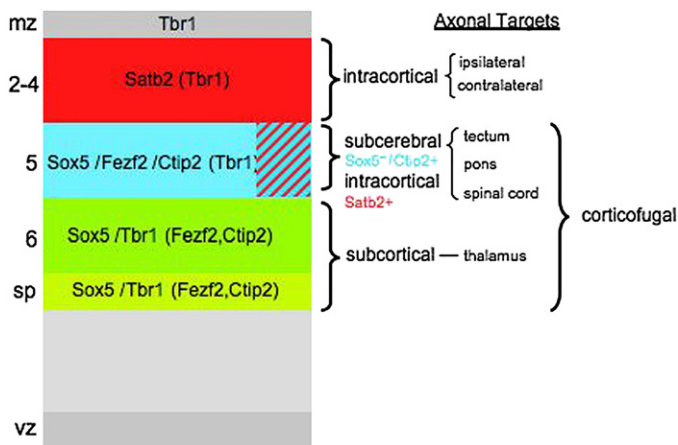 mz
Tbr1
Axonal Targets
2-4
Satb2 (Tbr1)
intracortical
ipsilateral
contralateral
5
Sox5 /Fezf2 /Ctip2 (Tbr1)
subcerebral
Sox5⁻/Ctip2+
intracortical
Satb2+
tectum
pons
spinal cord
corticofugal
6
Sox5 /Tbr1 (Fezf2,Ctip2)
subcortical
thalamus
sp
Sox5 /Tbr1 (Fezf2,Ctip2)
vz